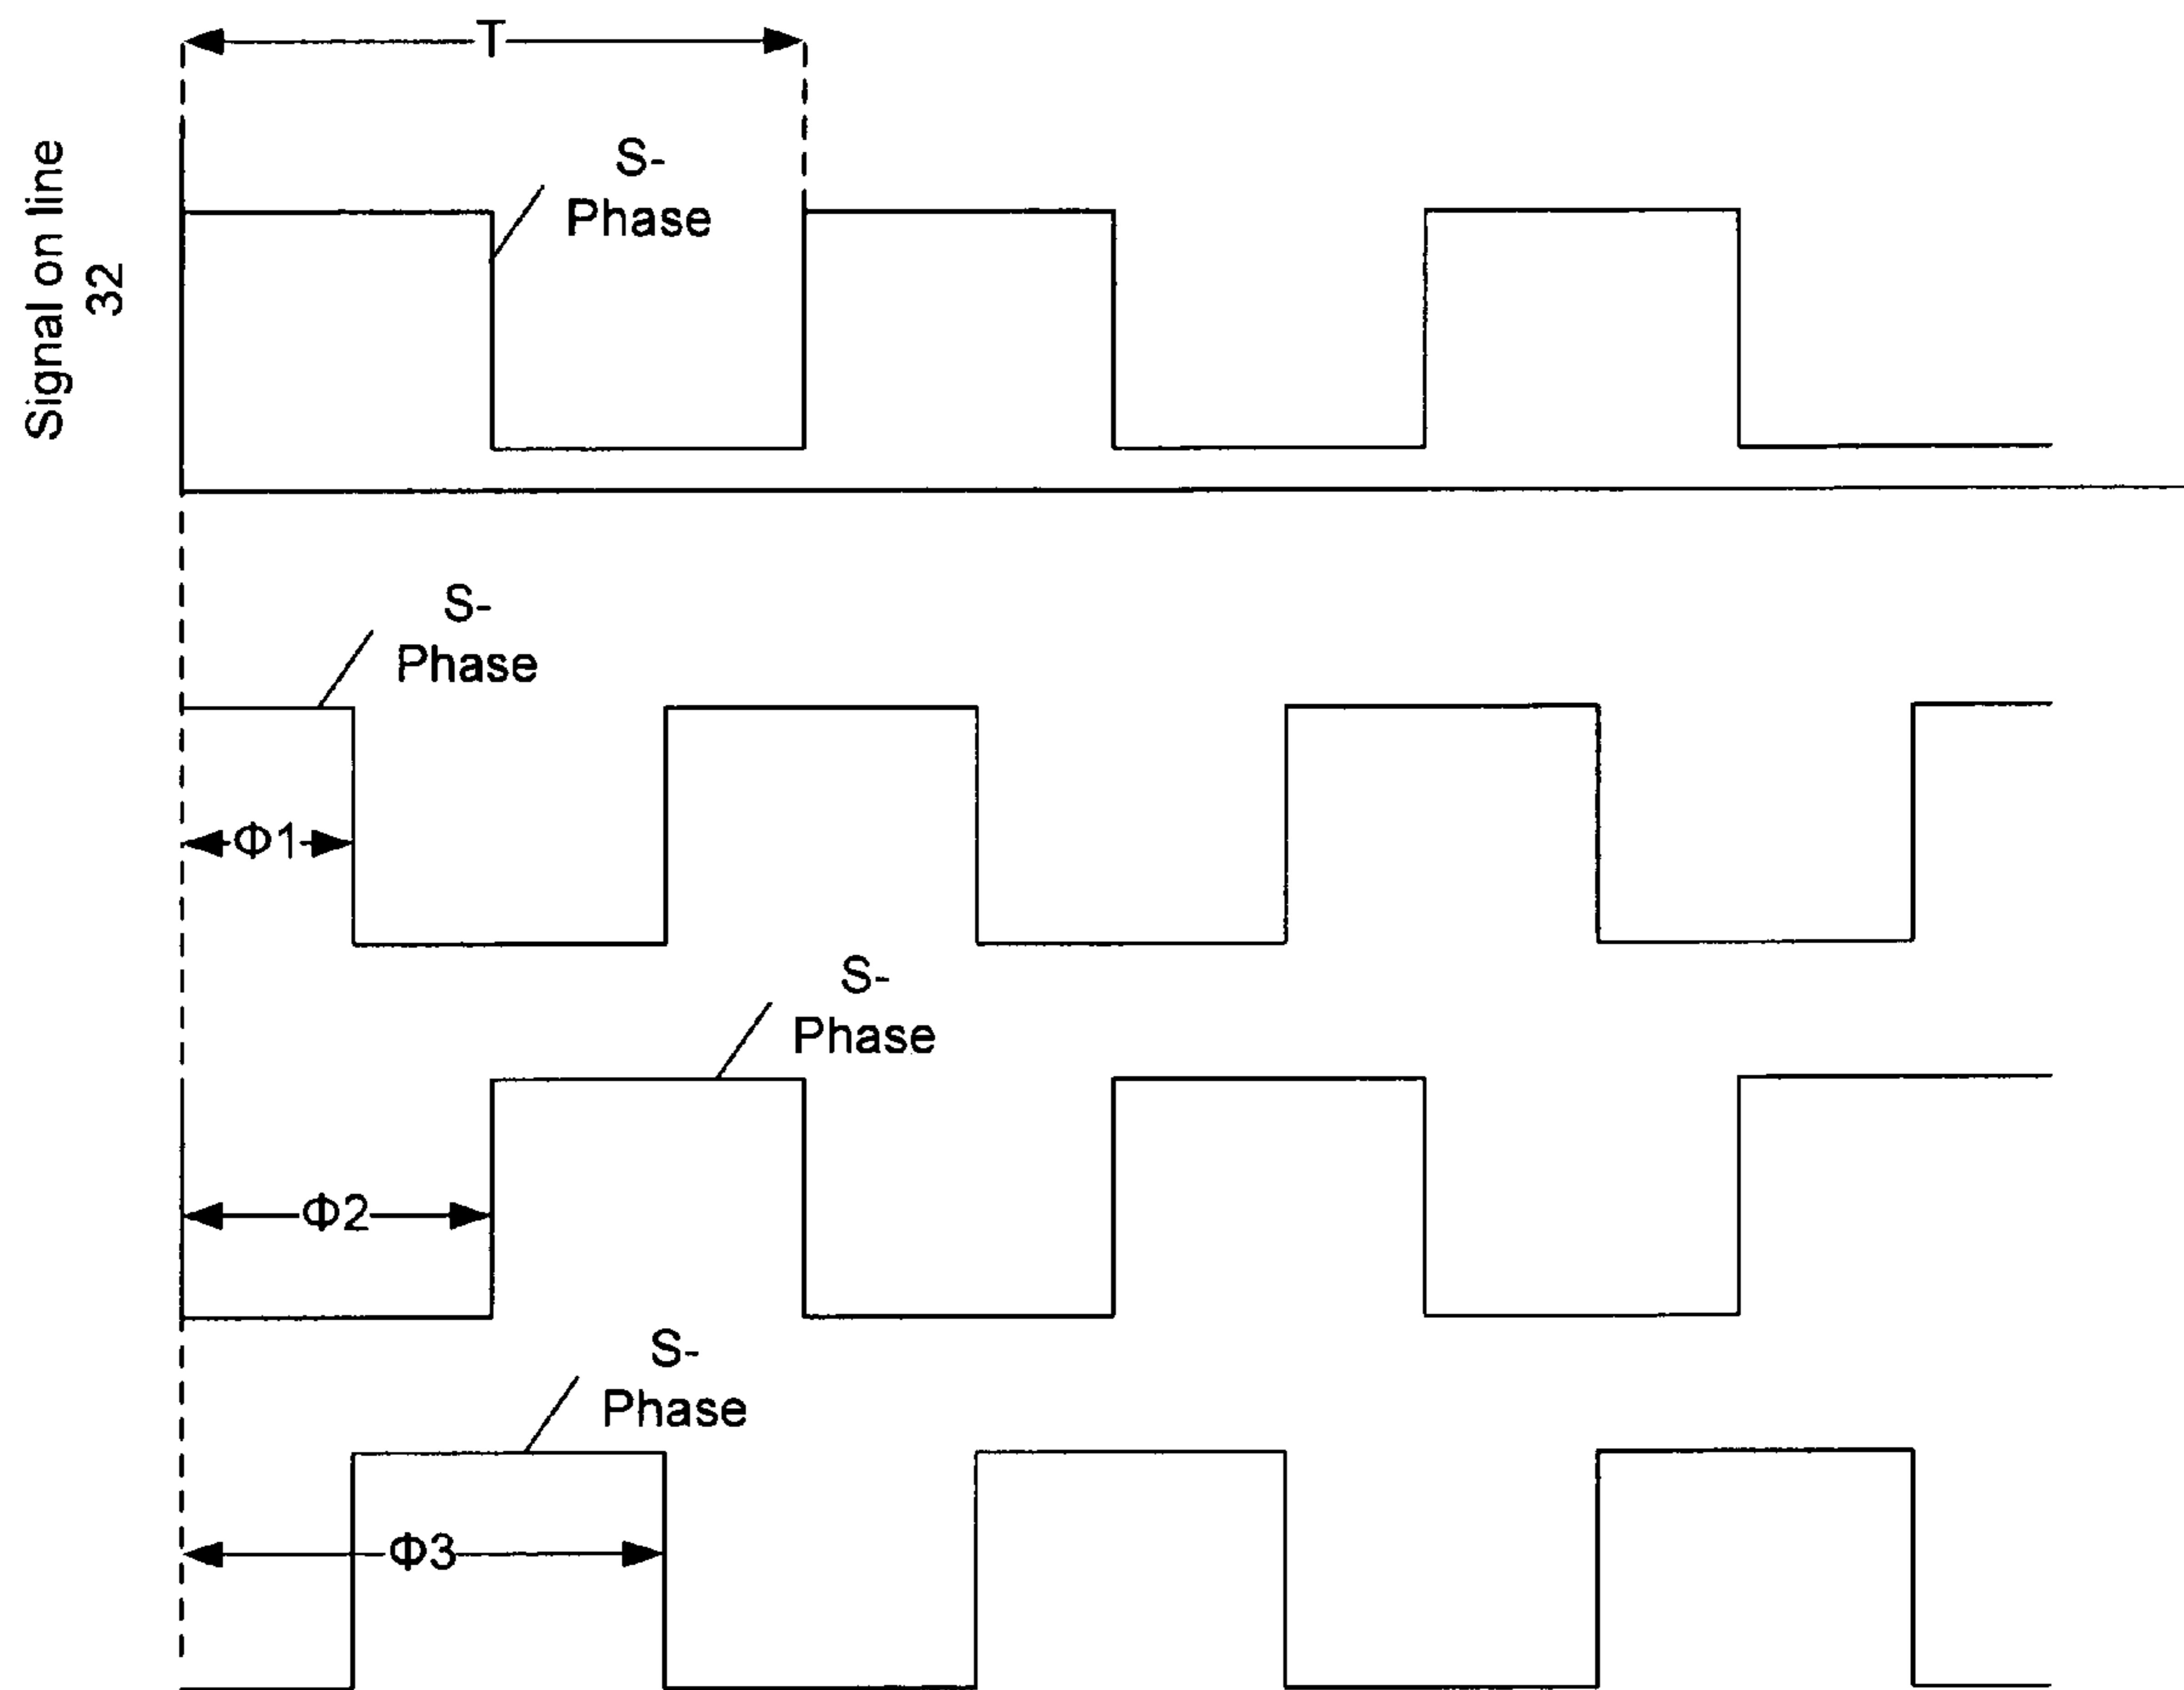 T
Signal on line
32
S-
Phase
S-
Phase
Φ1
S-
Phase
Φ2
S-
Phase
Φ3